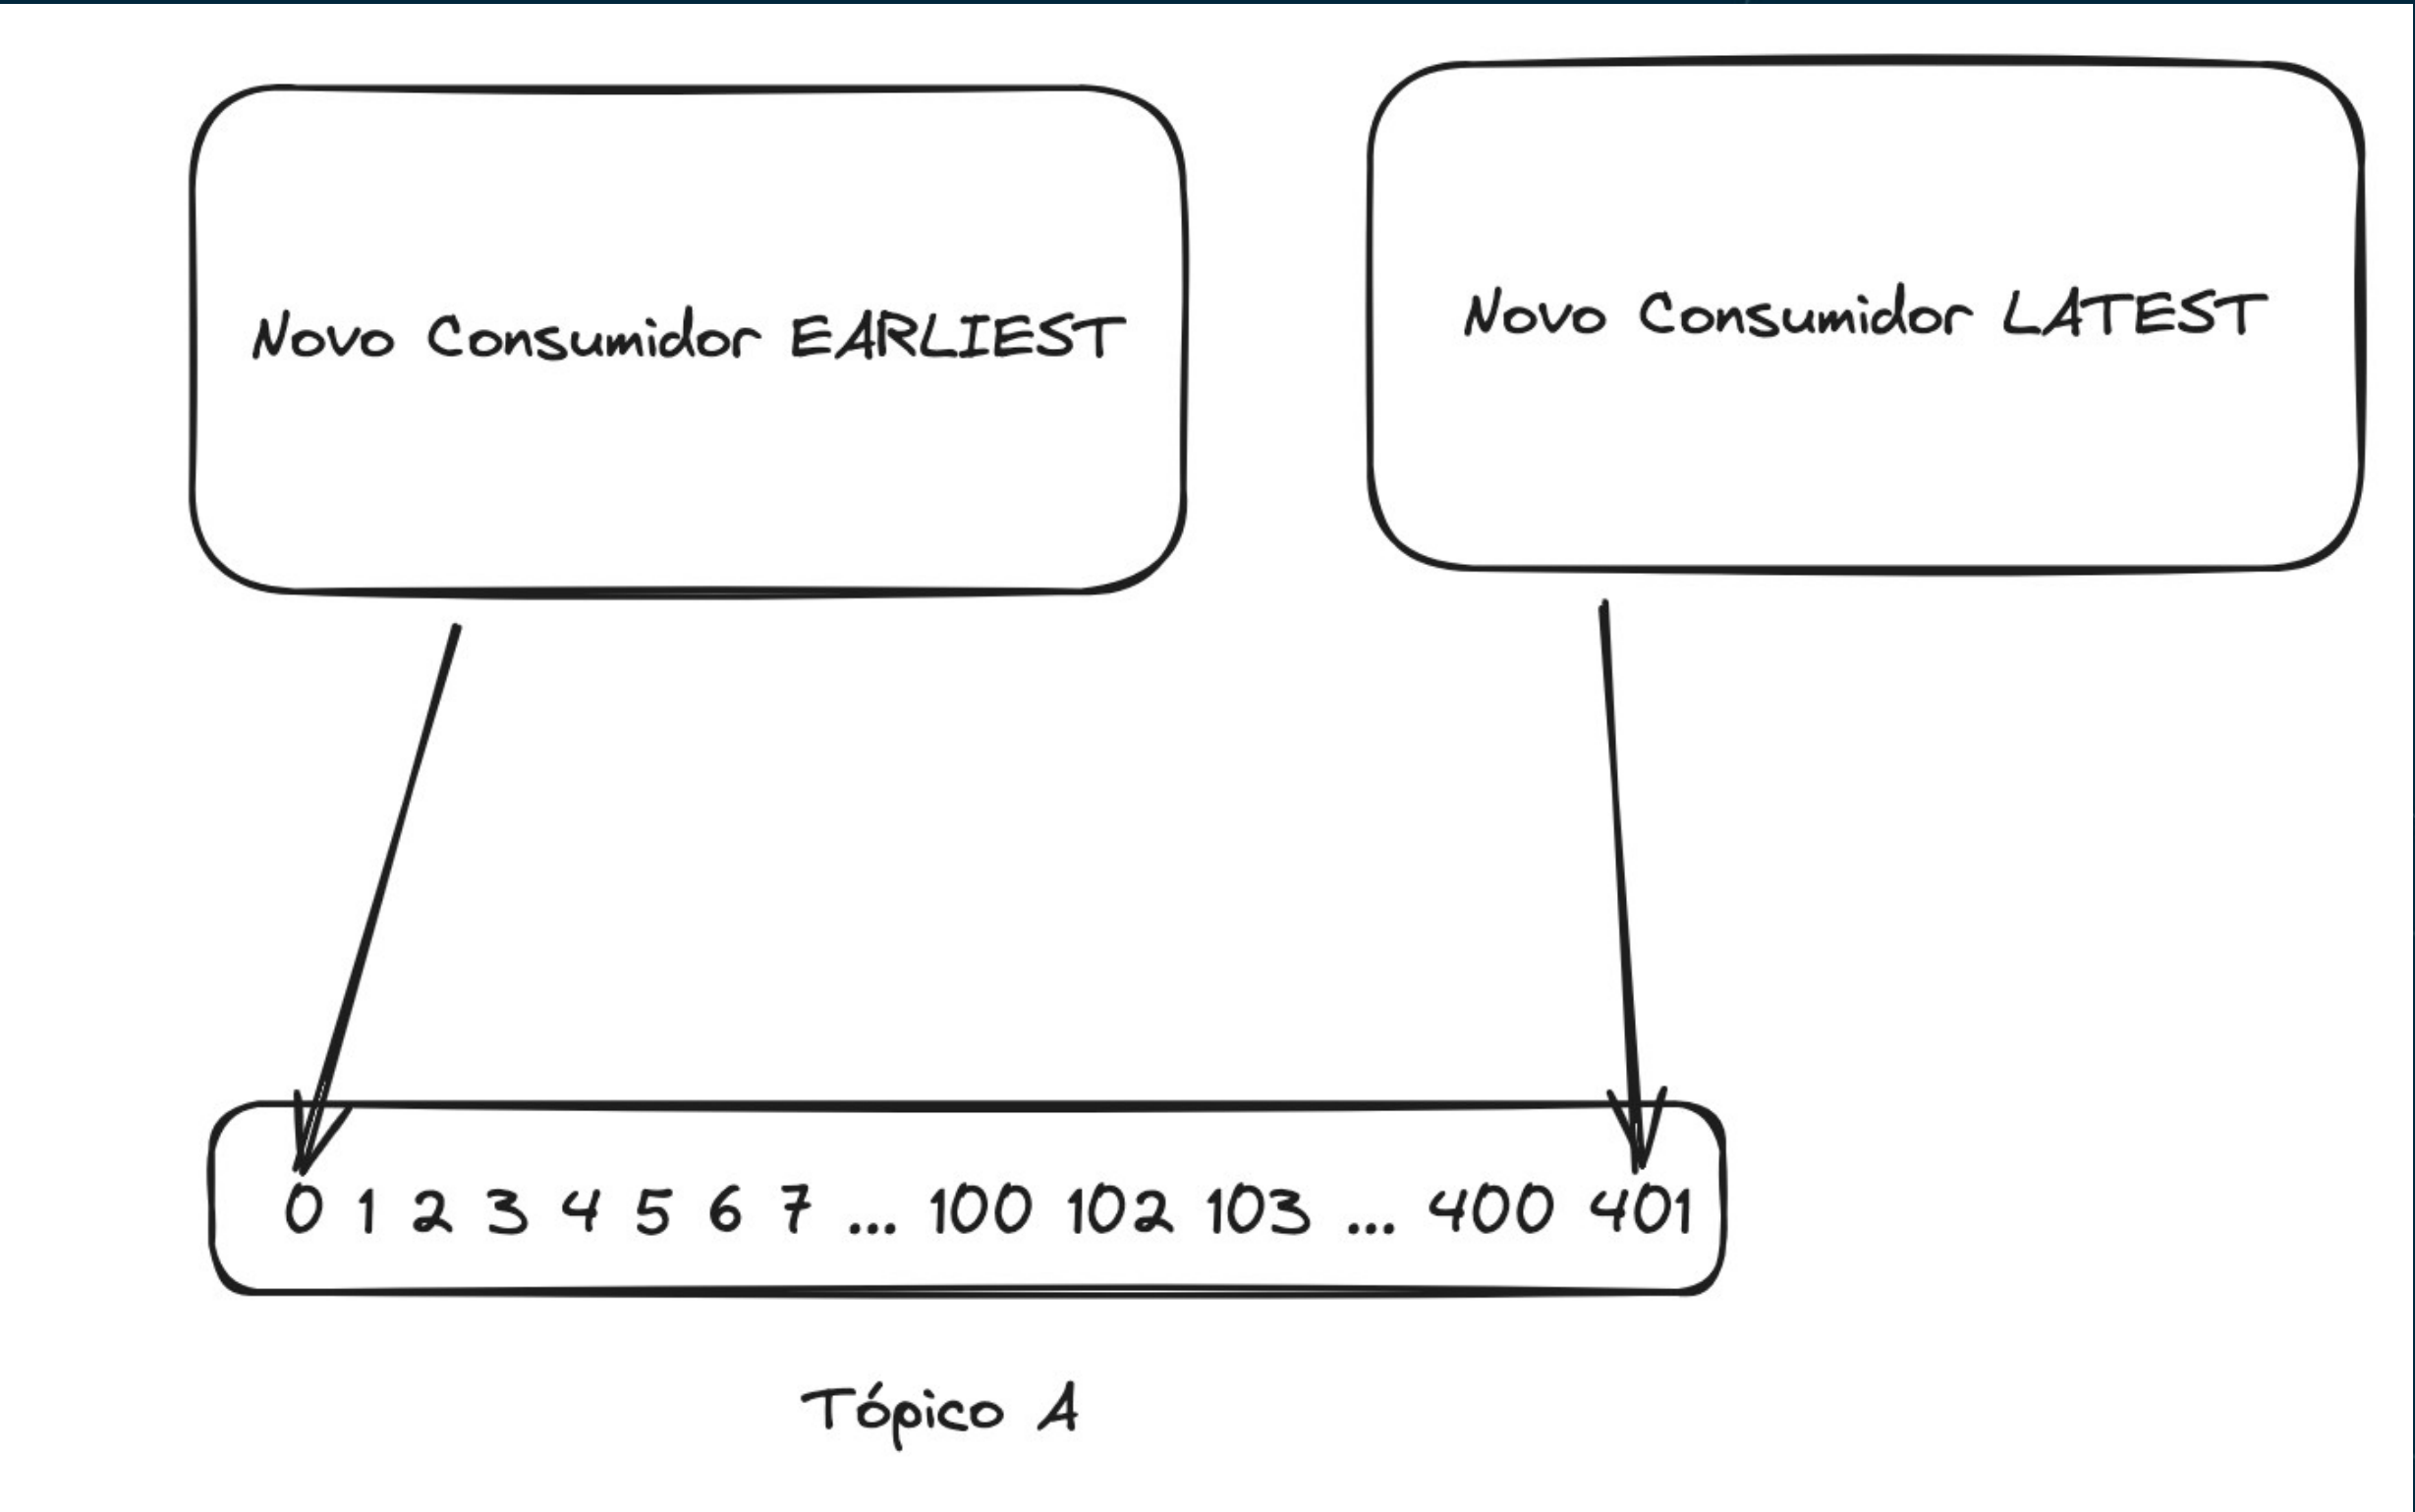 Novo Consumidor EARLIEST
Novo Consumidor LATEST
0 1 2 3 4 5 6 7 ... 100 102 103 ... 400 401
Tópico A